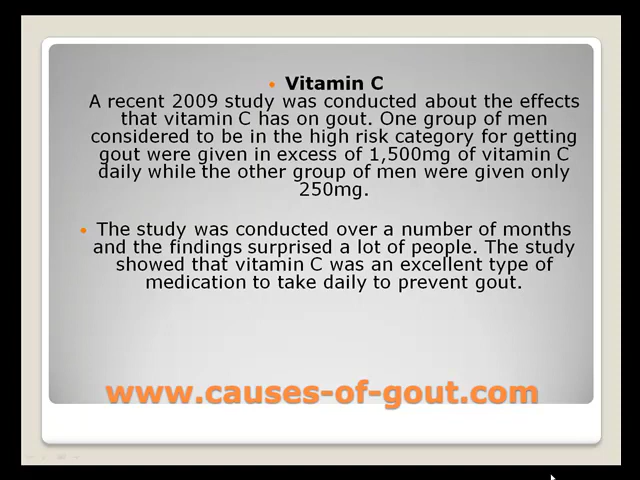 • Vitamin C
A recent 2009 study was conducted about the effects
that vitamin C has on gout. One group of men
considered to be in the high risk category for getting
gout were given in excess of 1,500mg of vitamin C
daily while the other group of men were given only
250mg.
• The study was conducted over a number of months
and the findings surprised a lot of people. The study
showed that vitamin C was an excellent type of
medication to take daily to prevent gout.
www.causes-of-gout.com